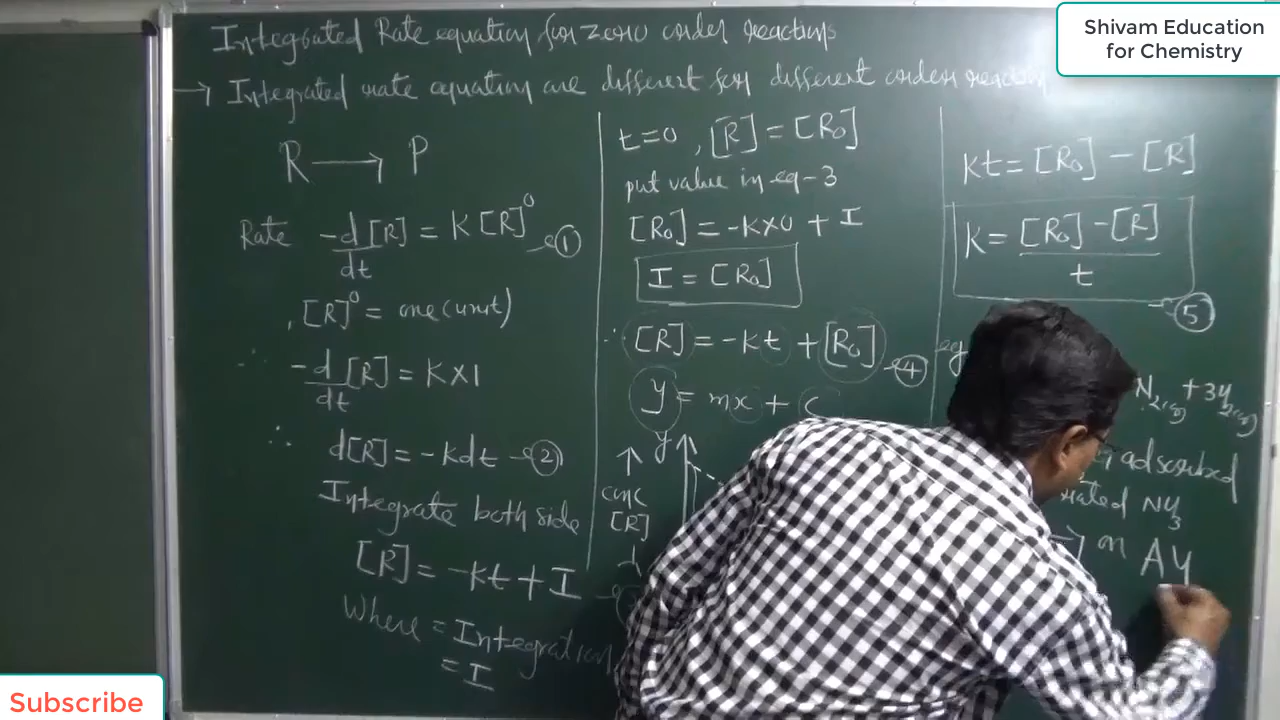 Integrated Rate equation for zero order reactions
→ Integrated rate equation are different for different order reaction
R → P
Rate -d[R]/dt = K [R]⁰ - ①
, [R]⁰ = one (unit)
∴ -d[R]/dt = K×1
∴ d[R] = -Kdt - ②
Integrate both side
[R] = -Kt + I
Where = Integration
= I
t=0, [R] = [R₀]
put value in eq-3
[R₀] = -K×0 + I
I = [R₀]
∴ [R] = -Kt + [R₀] - ④
y = mx + c
y
↑
conc
[R]
Kt = [R₀] - [R]
K = [R₀] - [R] / t
- ⑤
eg
N₂(g) + 3H₂(g)
adsorbed
NH₃
on AY
Shivam Education
for Chemistry
Subscribe